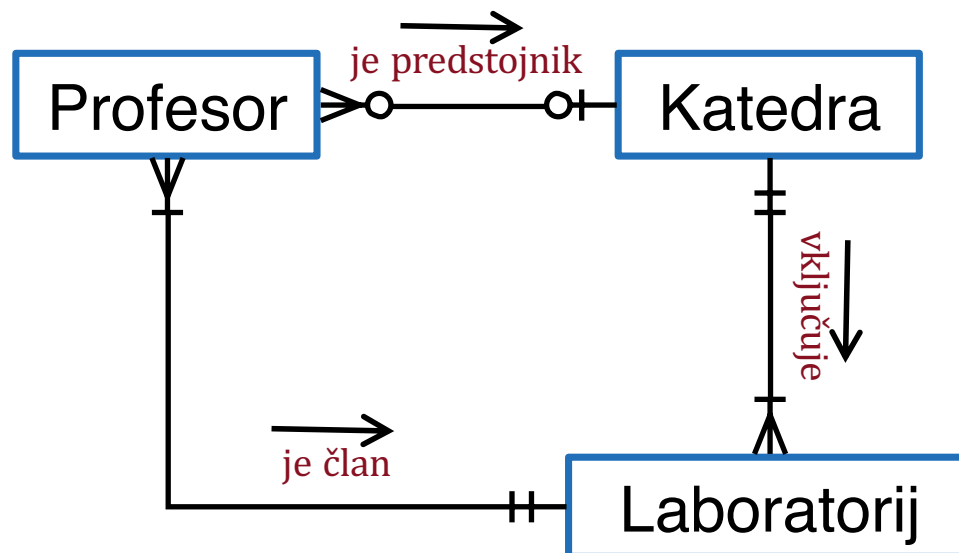 je predstojnik
Profesor
Katedra
vključuje
je član
Laboratorij